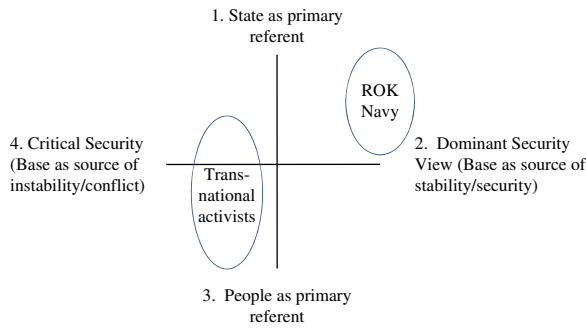 1. State as primary
referent
ROK
Navy
4. Critical Security
(Base as source of
instability/conflict)
2. Dominant Security
View (Base as source of
stability/security)
Trans-
national
activists
3. People as primary
referent